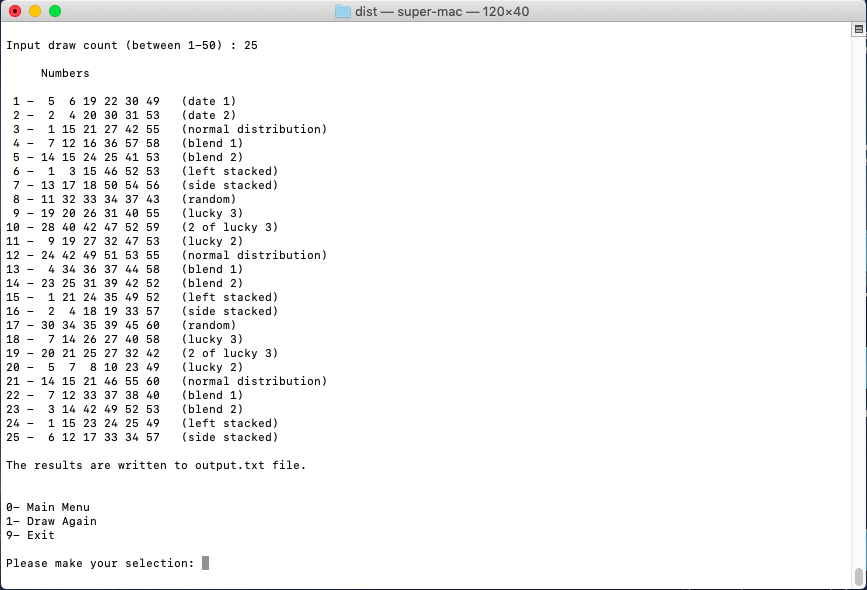 dist — super-mac — 120×40
Input draw count (between 1-50) : 25
Numbers
1 -  5  6 19 22 30 49   (date 1)
2 -  2  4 20 30 31 53   (date 2)
3 -  1 15 21 27 42 55   (normal distribution)
4 -  7 12 16 36 57 58   (blend 1)
5 - 14 15 24 25 41 53   (blend 2)
6 -  1  3 15 46 52 53   (left stacked)
7 - 13 17 18 50 54 56   (side stacked)
8 - 11 32 33 34 37 43   (random)
9 - 19 20 26 31 40 55   (lucky 3)
10 - 28 40 42 47 52 59   (2 of lucky 3)
11 -  9 19 27 32 47 53   (lucky 2)
12 - 24 42 49 51 53 55   (normal distribution)
13 -  4 34 36 37 44 58   (blend 1)
14 - 23 25 31 39 42 52   (blend 2)
15 -  1 21 24 35 49 52   (left stacked)
16 -  2  4 18 19 33 57   (side stacked)
17 - 30 34 35 39 45 60   (random)
18 -  7 14 26 27 40 58   (lucky 3)
19 - 20 21 25 27 32 42   (2 of lucky 3)
20 -  5  7  8 10 23 49   (lucky 2)
21 - 14 15 21 46 55 60   (normal distribution)
22 -  7 12 33 37 38 40   (blend 1)
23 -  3 14 42 49 52 53   (blend 2)
24 -  1 15 23 24 25 49   (left stacked)
25 -  6 12 17 33 34 57   (side stacked)
The results are written to output.txt file.
0- Main Menu
1- Draw Again
9- Exit
Please make your selection: